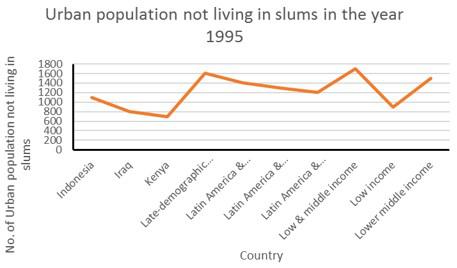 Urban population not living in slums in the year
1995
No. of Urban population not living in
slums
1800
1600
1400
1200
1000
800
600
400
200
0
Indonesia
Iraq
Kenya
Late-demographic...
Latin America &...
Latin America &...
Latin America &...
Low & middle income
Low income
Lower middle income
Country